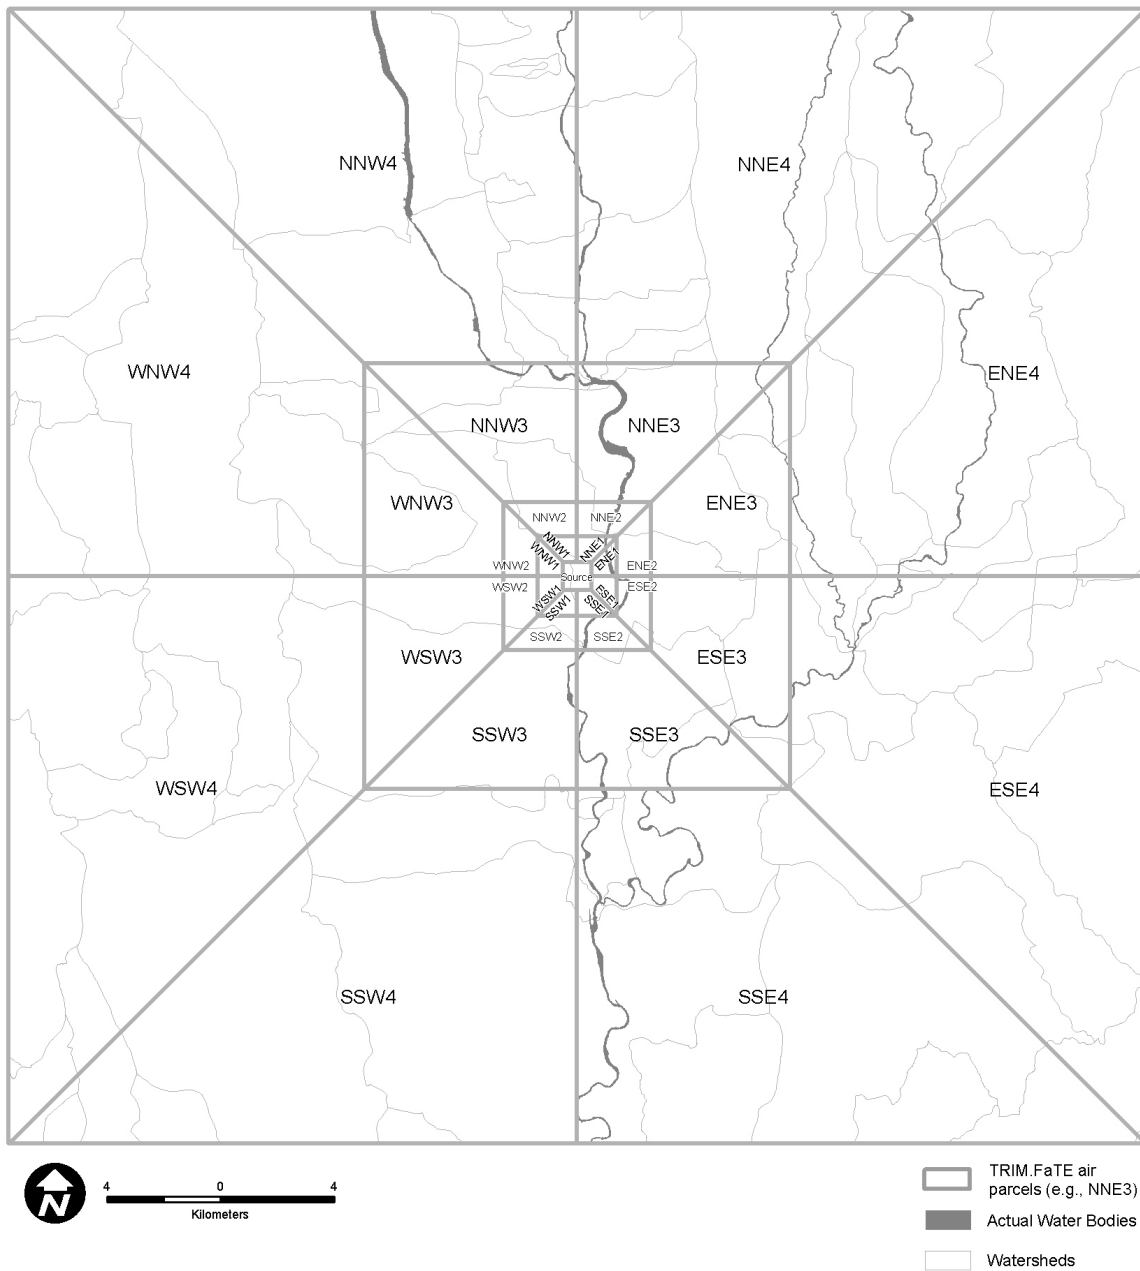 NNW4
NNE4
WNW4
ENE4
NNW3
NNE3
WNW3
ENE3
NNW2
NNE2
NNW1
NNE1
WNW1
ENE1
WNW2
ENE2
Source
WSW2
ESE2
WSW1
ESE1
SSW1
SSE1
SSW2
SSE2
WSW3
ESE3
SSW3
SSE3
WSW4
ESE4
SSW4
SSE4
N
4 0 4
Kilometers
TRIM.FaTE air
parcels (e.g., NNE3)
Actual Water Bodies
Watersheds